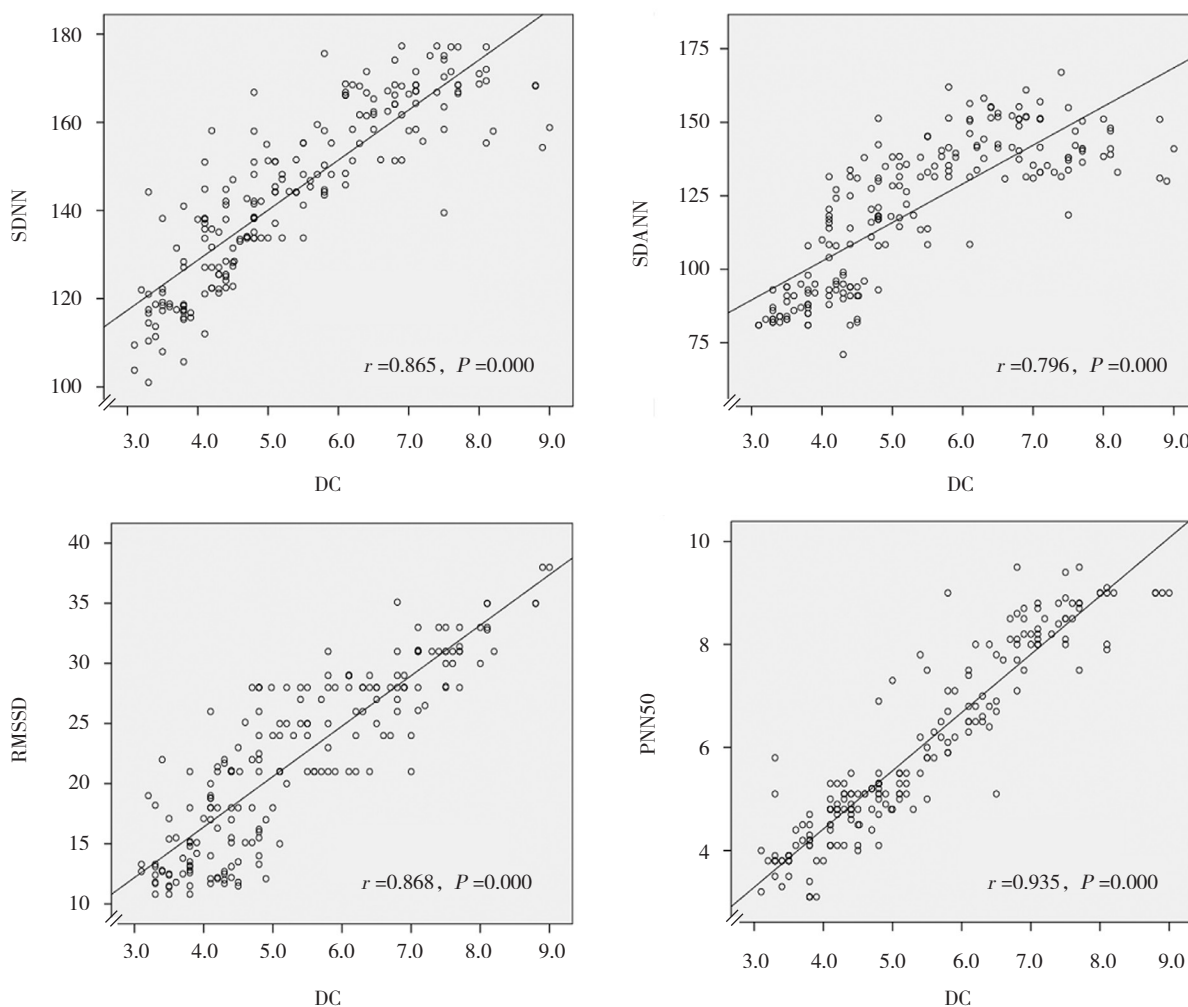 SDNN
180
160
140
120
100
r =0.865， P =0.000
3.0 4.0 5.0 6.0 7.0 8.0 9.0
DC
SDANN
175
150
125
100
75
r =0.796， P =0.000
3.0 4.0 5.0 6.0 7.0 8.0 9.0
DC
RMSSD
40
35
30
25
20
15
10
r =0.868， P =0.000
3.0 4.0 5.0 6.0 7.0 8.0 9.0
DC
PNN50
10
8
6
4
r =0.935， P =0.000
3.0 4.0 5.0 6.0 7.0 8.0 9.0
DC